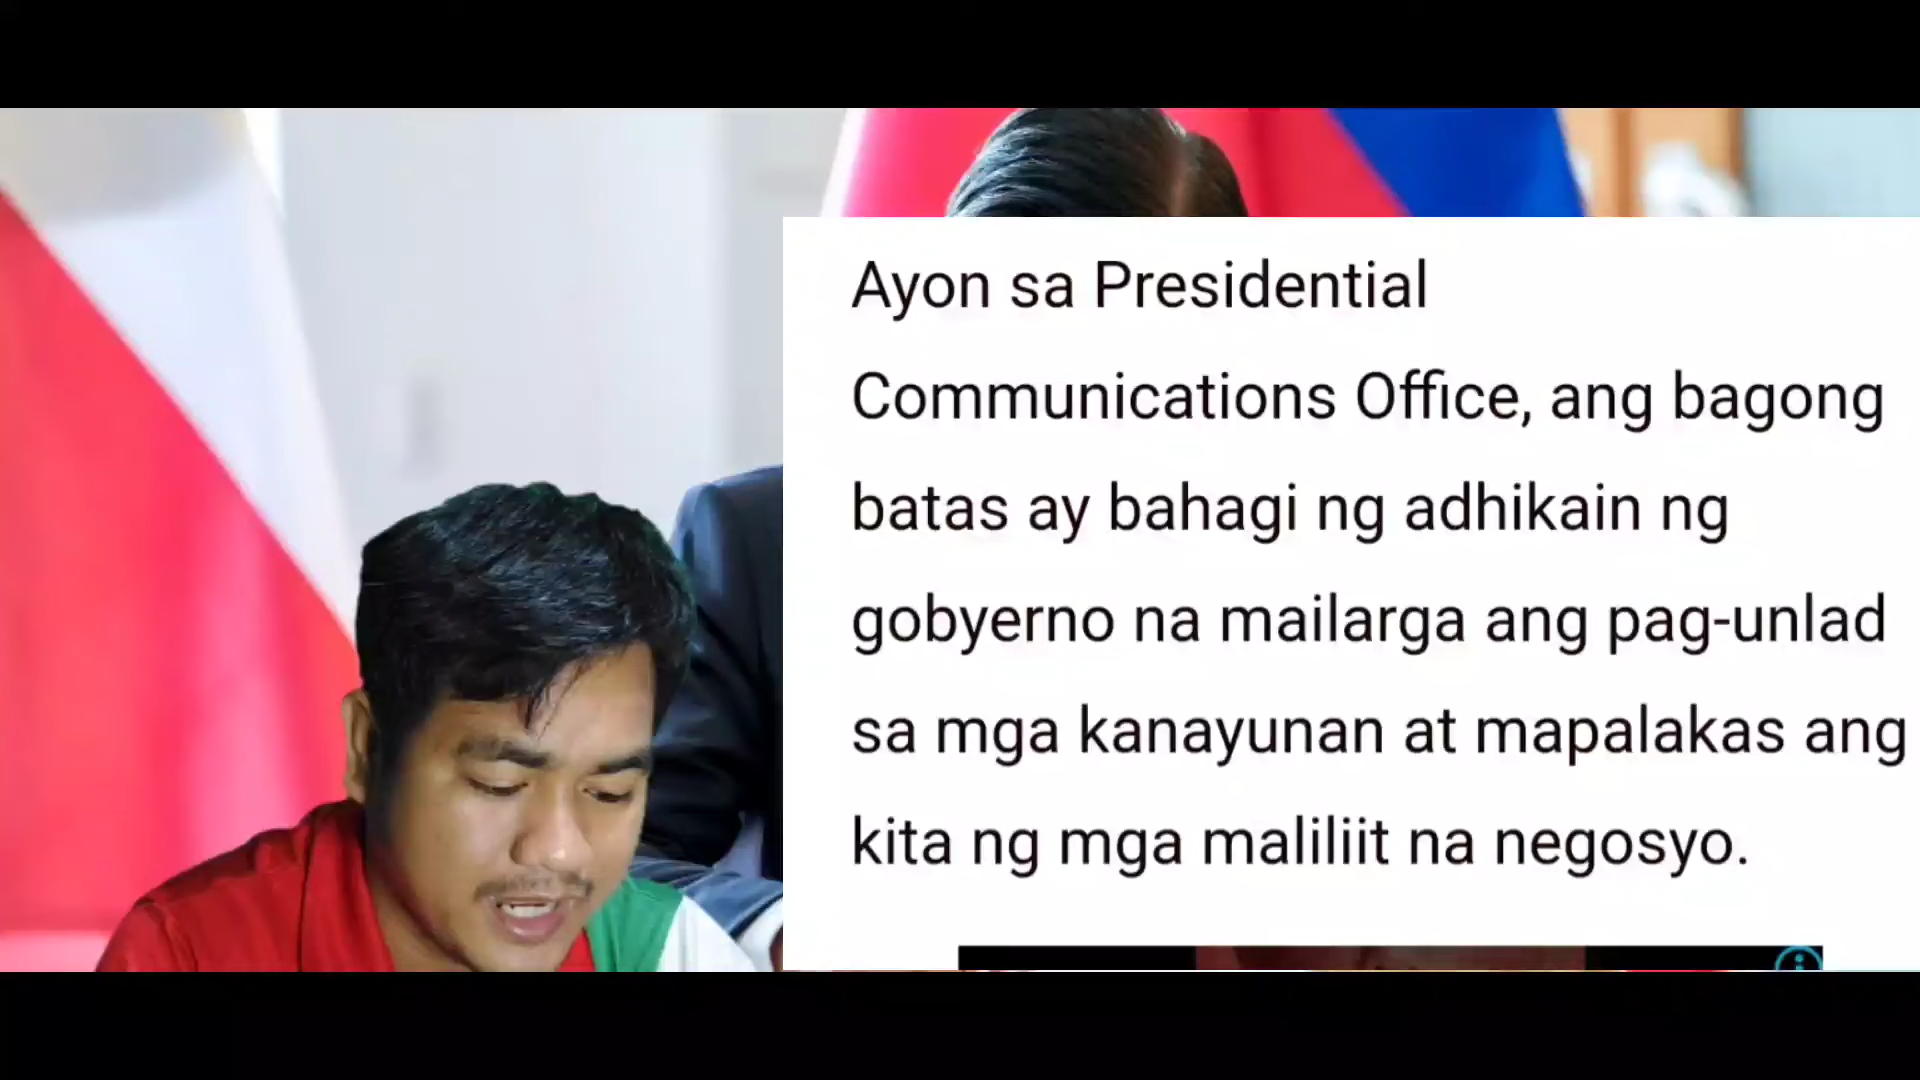 Ayon sa Presidential
Communications Office, ang bagong
batas ay bahagi ng adhikain ng
gobyerno na mailarga ang pag-unlad
sa mga kanayunan at mapalakas ang
kita ng mga maliliit na negosyo.